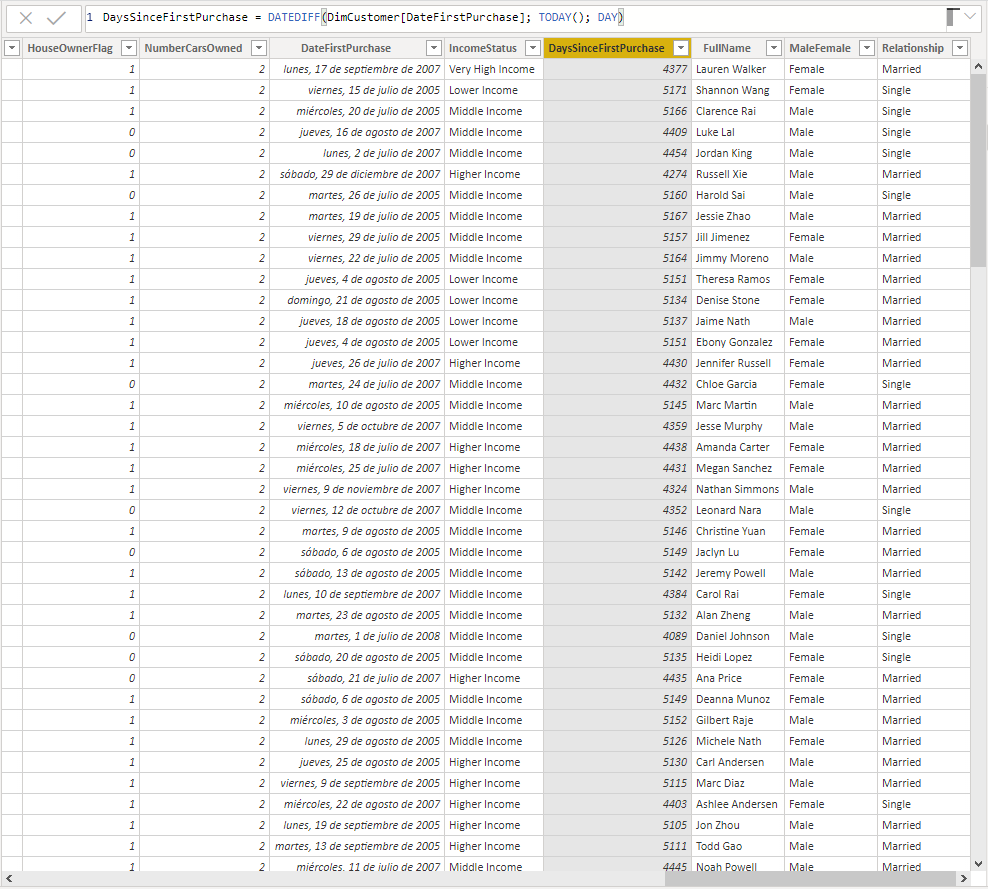 1 DaysSinceFirstPurchase = DATEDIFF(DimCustomer[DateFirstPurchase]; TODAY(); DAY)
HouseOwnerFlag NumberCarsOwned DateFirstPurchase IncomeStatus DaysSinceFirstPurchase FullName MaleFemale Relationship
1 2 lunes, 17 de septiembre de 2007 Very High Income 4377 Lauren Walker Female Married
1 2 viernes, 15 de julio de 2005 Lower Income 5171 Shannon Wang Female Single
1 2 miércoles, 20 de julio de 2005 Middle Income 5166 Clarence Rai Male Single
0 2 jueves, 16 de agosto de 2007 Middle Income 4409 Luke Lal Male Single
0 2 lunes, 2 de julio de 2007 Middle Income 4454 Jordan King Male Single
1 2 sábado, 29 de diciembre de 2007 Higher Income 4274 Russell Xie Male Married
0 2 martes, 26 de julio de 2005 Middle Income 5160 Harold Sai Male Single
1 2 martes, 19 de julio de 2005 Middle Income 5167 Jessie Zhao Male Married
1 2 viernes, 29 de julio de 2005 Middle Income 5157 Jill Jimenez Female Married
1 2 viernes, 22 de julio de 2005 Middle Income 5164 Jimmy Moreno Male Married
1 2 jueves, 4 de agosto de 2005 Lower Income 5151 Theresa Ramos Female Married
1 2 domingo, 21 de agosto de 2005 Lower Income 5134 Denise Stone Female Married
1 2 jueves, 18 de agosto de 2005 Lower Income 5137 Jaime Nath Male Married
1 2 jueves, 4 de agosto de 2005 Lower Income 5151 Ebony Gonzalez Female Married
1 2 jueves, 26 de julio de 2007 Higher Income 4430 Jennifer Russell Female Married
0 2 martes, 24 de julio de 2007 Middle Income 4432 Chloe Garcia Female Single
1 2 miércoles, 10 de agosto de 2005 Middle Income 5145 Marc Martin Male Married
1 2 viernes, 5 de octubre de 2007 Middle Income 4359 Jesse Murphy Male Married
1 2 miércoles, 18 de julio de 2007 Higher Income 4438 Amanda Carter Female Married
1 2 miércoles, 25 de julio de 2007 Higher Income 4431 Megan Sanchez Female Married
1 2 viernes, 9 de noviembre de 2007 Higher Income 4324 Nathan Simmons Male Married
0 2 viernes, 12 de octubre de 2007 Middle Income 4352 Leonard Nara Male Single
1 2 martes, 9 de agosto de 2005 Middle Income 5146 Christine Yuan Female Married
0 2 sábado, 6 de agosto de 2005 Middle Income 5149 Jaclyn Lu Female Married
1 2 sábado, 13 de agosto de 2005 Middle Income 5142 Jeremy Powell Male Married
1 2 lunes, 10 de septiembre de 2007 Middle Income 4384 Carol Rai Female Single
1 2 martes, 23 de agosto de 2005 Middle Income 5132 Alan Zheng Male Married
0 2 martes, 1 de julio de 2008 Middle Income 4089 Daniel Johnson Male Single
0 2 sábado, 20 de agosto de 2005 Middle Income 5135 Heidi Lopez Female Single
0 2 sábado, 21 de julio de 2007 Higher Income 4435 Ana Price Female Married
1 2 sábado, 6 de agosto de 2005 Middle Income 5149 Deanna Munoz Female Married
1 2 miércoles, 3 de agosto de 2005 Middle Income 5152 Gilbert Raje Male Married
1 2 lunes, 29 de agosto de 2005 Middle Income 5126 Michele Nath Female Married
1 2 jueves, 25 de agosto de 2005 Higher Income 5130 Carl Andersen Male Married
1 2 viernes, 9 de septiembre de 2005 Higher Income 5115 Marc Diaz Male Married
1 2 miércoles, 22 de agosto de 2007 Higher Income 4403 Ashlee Andersen Female Single
1 2 lunes, 19 de septiembre de 2005 Higher Income 5105 Jon Zhou Male Married
1 2 martes, 13 de septiembre de 2005 Higher Income 5111 Todd Gao Male Married
1 2 miércoles, 11 de julio de 2007 Middle Income 4445 Noah Powell Male Married